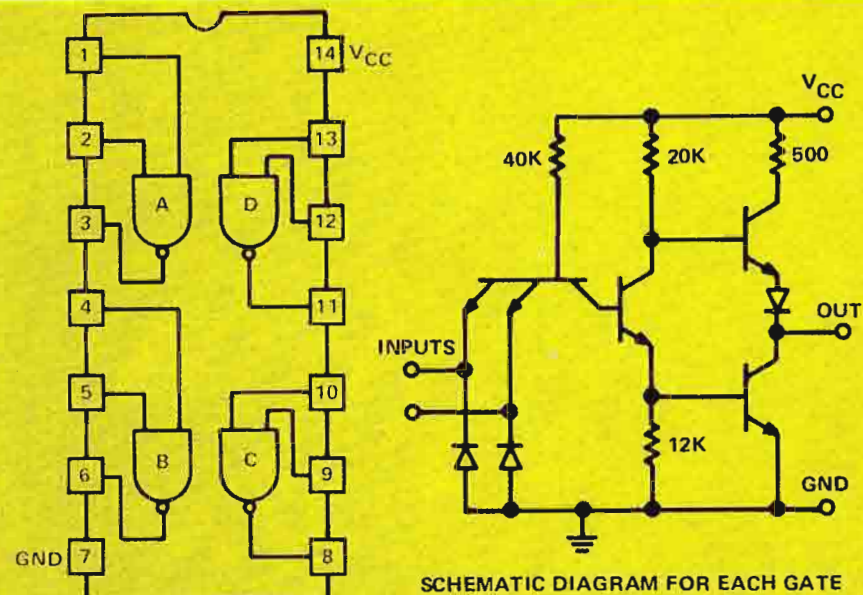 1
14 VCC
2
13
A
D
3
12
4
11
5
10
B
C
6
9
GND 7
8
VCC
40K
20K
500
INPUTS
OUT
12K
GND
SCHEMATIC DIAGRAM FOR EACH GATE